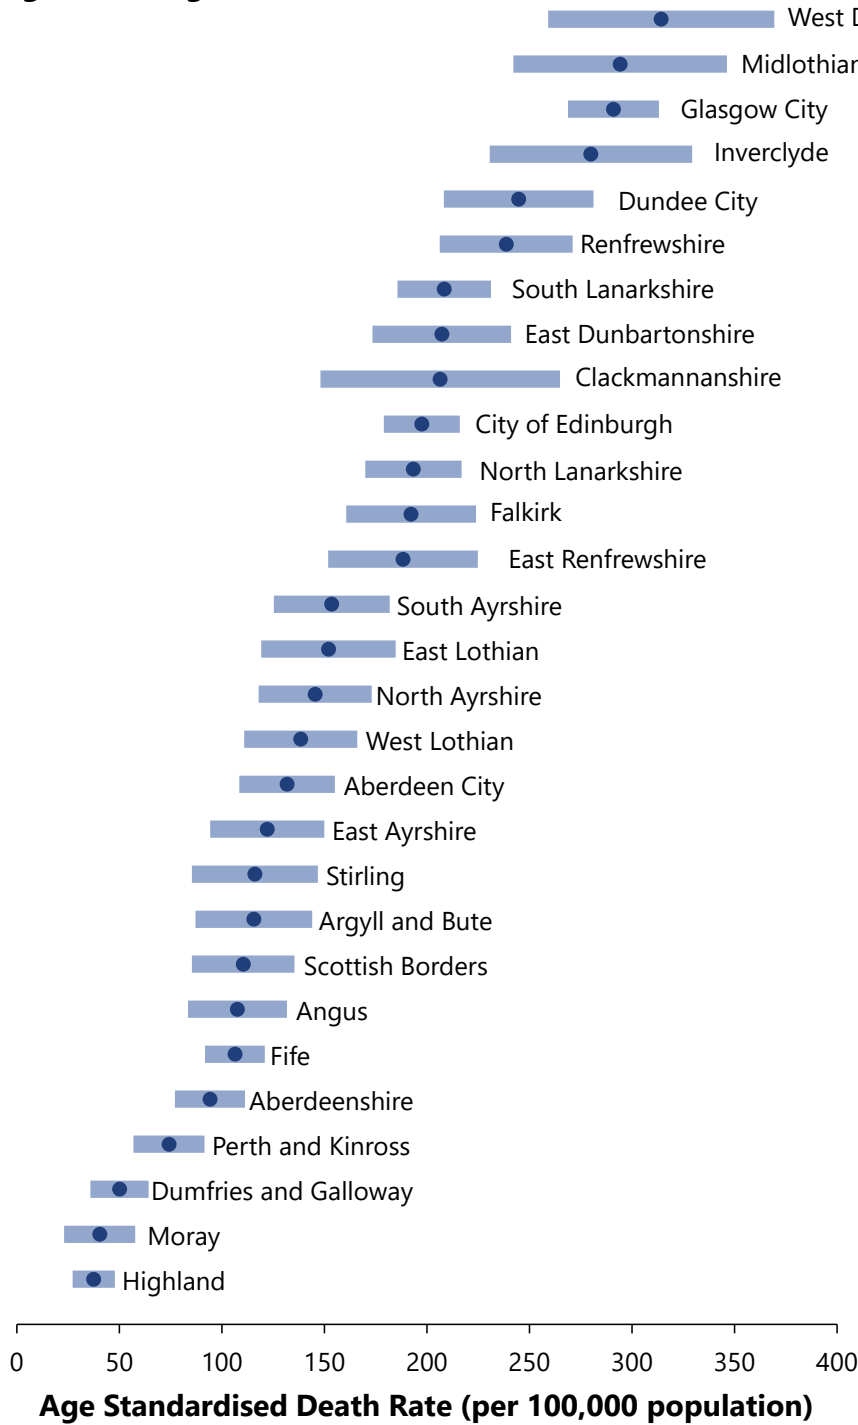 West D
Midlothian
Glasgow City
Inverclyde
Dundee City
Renfrewshire
South Lanarkshire
East Dunbartonshire
Clackmannanshire
City of Edinburgh
North Lanarkshire
Falkirk
East Renfrewshire
South Ayrshire
East Lothian
North Ayrshire
West Lothian
Aberdeen City
East Ayrshire
Stirling
Argyll and Bute
Scottish Borders
Angus
Fife
Aberdeenshire
Perth and Kinross
Dumfries and Galloway
Moray
Highland
0 50 100 150 200 250 300 350 400
Age Standardised Death Rate (per 100,000 population)